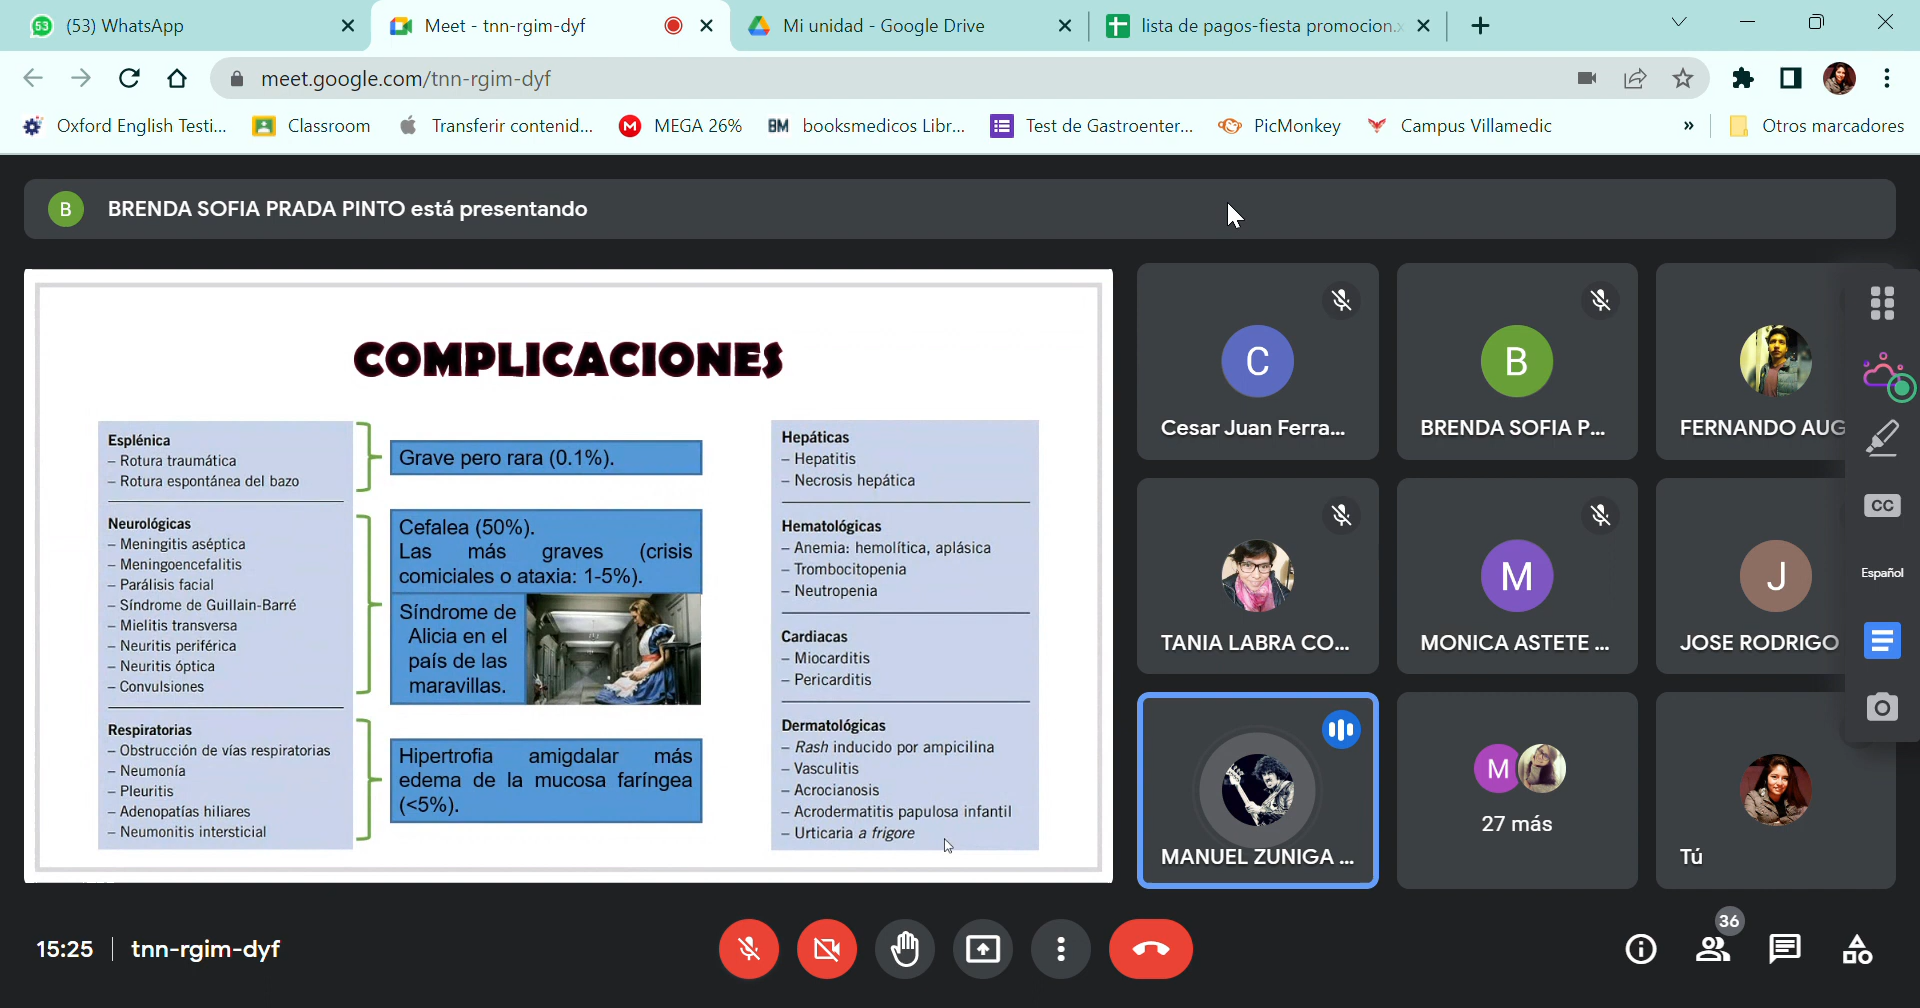 53
(53) WhatsApp
Meet - tnn-rgim-dyf
Mi unidad - Google Drive
lista de pagos-fiesta promocion.x
meet.google.com/tnn-rgim-dyf
Oxford English Testi...
Classroom
Transferir contenid...
M
MEGA 26%
BM
booksmedicos Libr...
Test de Gastroenter...
PicMonkey
Campus Villamedic
»
Otros marcadores
B
BRENDA SOFIA PRADA PINTO está presentando
COMPLICACIONES
Esplénica
– Rotura traumática
– Rotura espontánea del bazo
Neurológicas
– Meningitis aséptica
– Meningoencefalitis
– Parálisis facial
– Síndrome de Guillain-Barré
– Mielitis transversa
– Neuritis periférica
– Neuritis óptica
– Convulsiones
Respiratorias
– Obstrucción de vías respiratorias
– Neumonía
– Pleuritis
– Adenopatías hiliares
– Neumonitis intersticial
Grave pero rara (0.1%).
Cefalea (50%).
Las más graves (crisis
comiciales o ataxia: 1-5%).
Síndrome de
Alicia en el
país de las
maravillas.
Hipertrofia amigdalar más
edema de la mucosa faríngea
(<5%).
Hepáticas
– Hepatitis
– Necrosis hepática
Hematológicas
– Anemia: hemolítica, aplásica
– Trombocitopenia
– Neutropenia
Cardiacas
– Miocarditis
– Pericarditis
Dermatológicas
– Rash inducido por ampicilina
– Vasculitis
– Acrocianosis
– Acrodermatitis papulosa infantil
– Urticaria a frigore
C
Cesar Juan Ferra...
B
BRENDA SOFIA P...
FERNANDO AUG
TANIA LABRA CO...
M
MONICA ASTETE ...
J
JOSE RODRIGO
MANUEL ZUNIGA ...
M
27 más
Tú
CC
Español
15:25
tnn-rgim-dyf
36